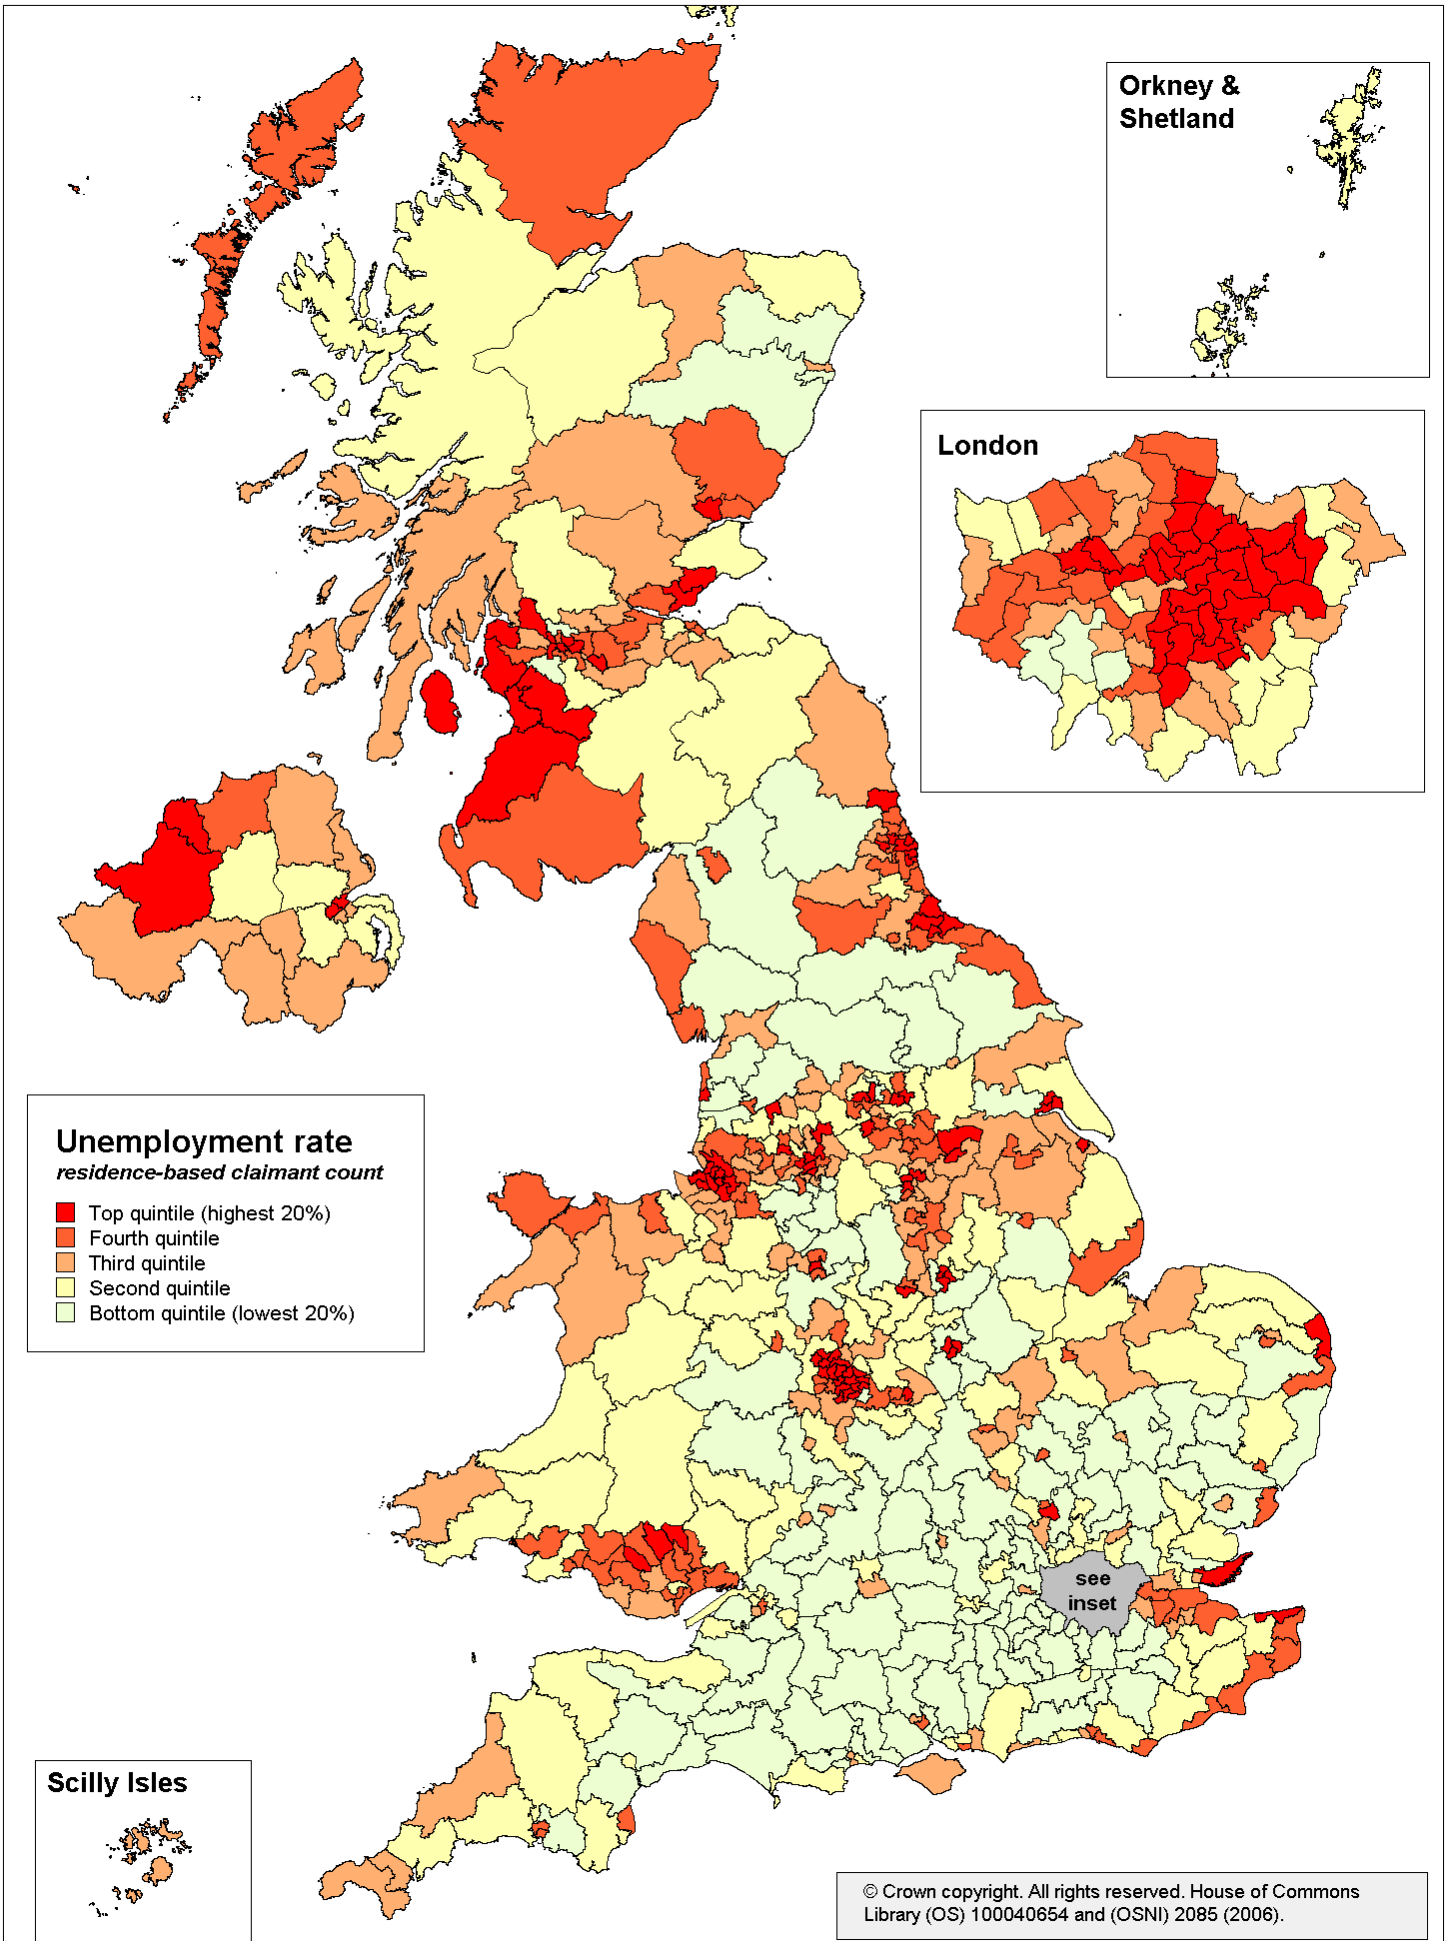 Orkney &
Shetland
London
Unemployment rate
residence-based claimant count
Top quintile (highest 20%)
Fourth quintile
Third quintile
Second quintile
Bottom quintile (lowest 20%)
see
inset
Scilly Isles
© Crown copyright. All rights reserved. House of Commons
Library (OS) 100040654 and (OSNI) 2085 (2006).